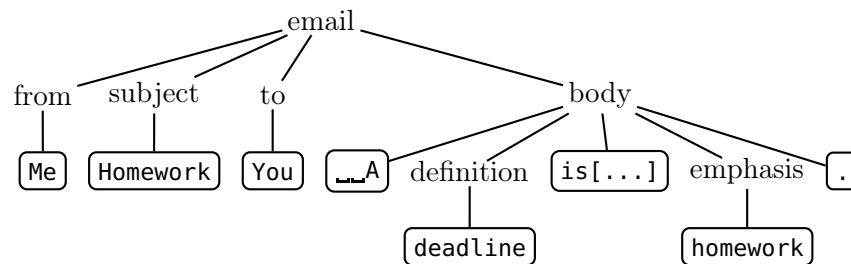 email
from subject to body
Me Homework You ␣␣A definition is[...] emphasis .
deadline homework